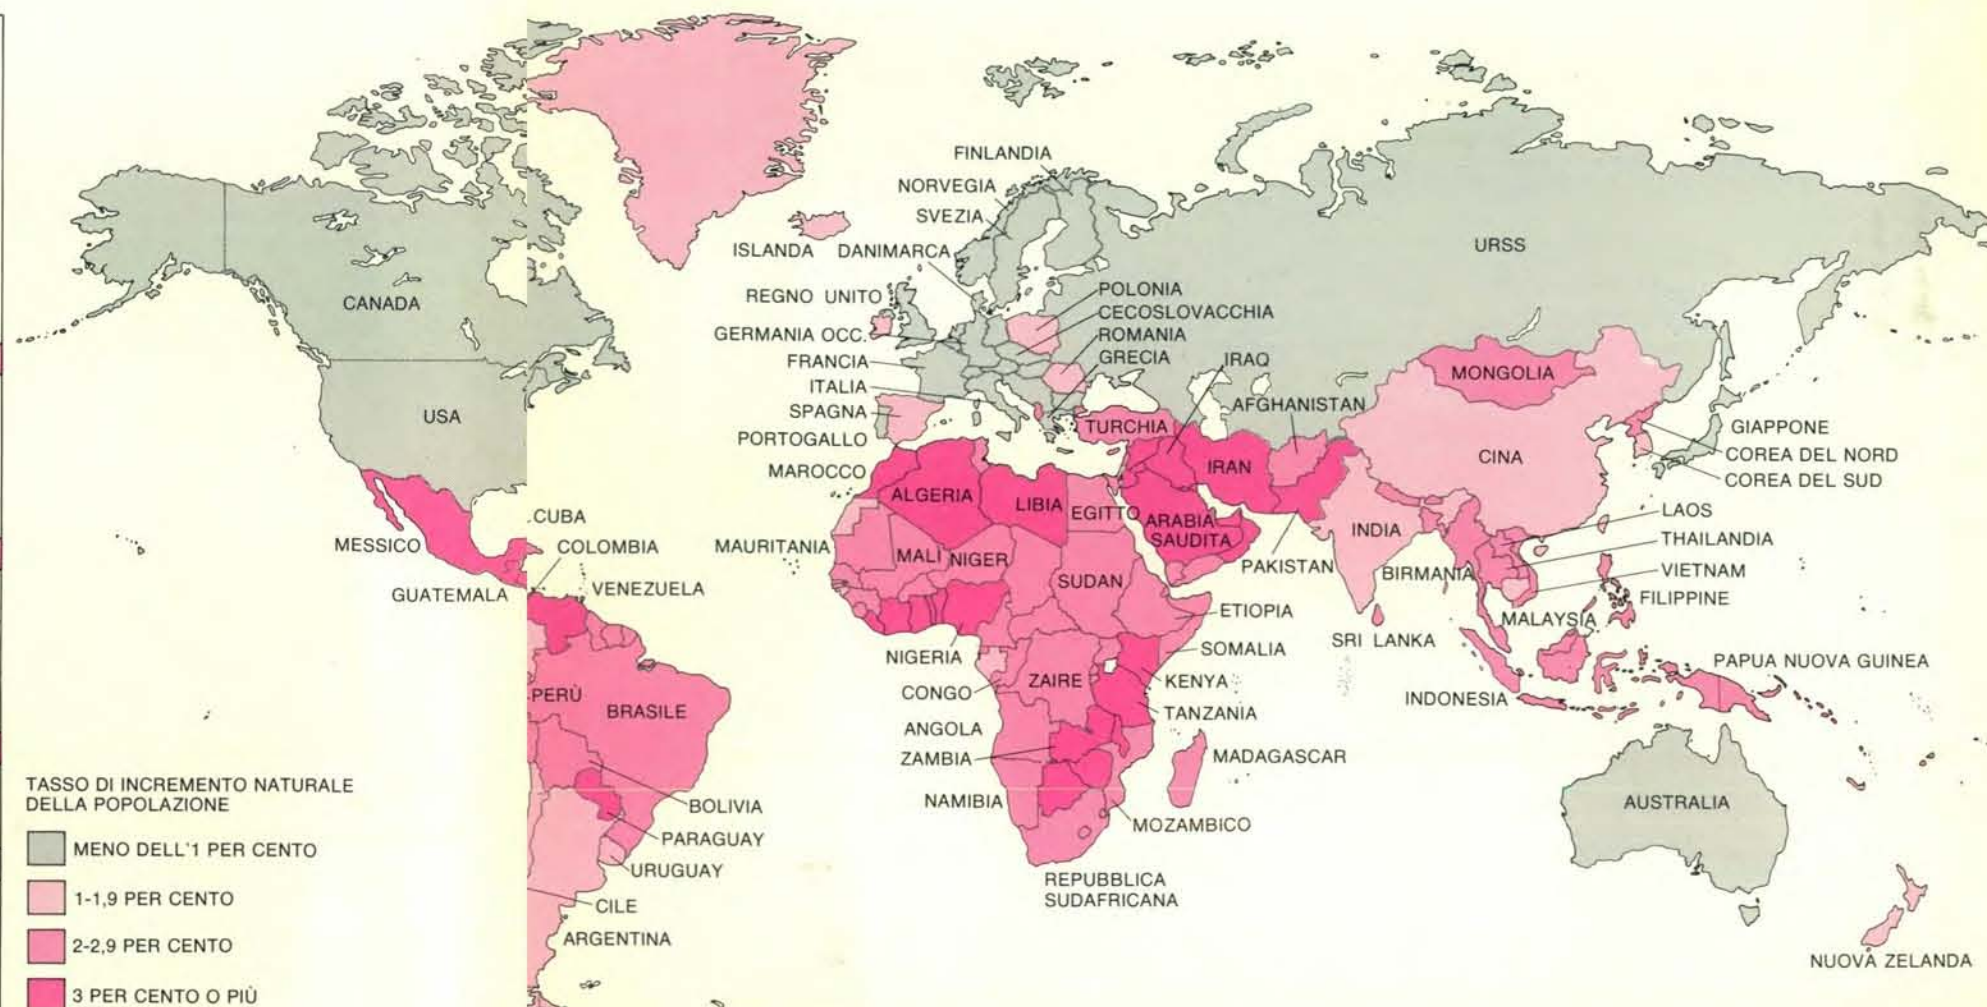 FINLANDIA
NORVEGIA
SVEZIA
ISLANDA
DANIMARCA
URSS
REGNO UNITO
POLONIA
CANADA
CECOSLOVACCHIA
GERMANIA OCC.
ROMANIA
FRANCIA
GRECIA
IRAQ
ITALIA
MONGOLIA
SPAGNA
AFGHANISTAN
USA
TURCHIA
GIAPPONE
PORTOGALLO
COREA DEL NORD
CINA
MAROCCO
IRAN
COREA DEL SUD
ALGERIA
LIBIA
EGITTO
ARABIA
SAUDITA
INDIA
LAOS
CUBA
MESSICO
COLOMBIA
MAURITANIA
MALI
NIGER
THAILANDIA
PAKISTAN
BIRMANIA
VIETNAM
GUATEMALA
VENEZUELA
SUDAN
FILIPPINE
ETIOPIA
MALAYSIA
SRI LANKA
NIGERIA
SOMALIA
PAPUA NUOVA GUINEA
PERÙ
CONGO
ZAIRE
KENYA
INDONESIA
BRASILE
TANZANIA
ANGOLA
ZAMBIA
MADAGASCAR
TASSO DI INCREMENTO NATURALE
DELLA POPOLAZIONE
BOLIVIA
NAMIBIA
AUSTRALIA
PARAGUAY
MOZAMBICO
MENO DELL'1 PER CENTO
URUGUAY
REPUBBLICA
SUDAFRICANA
1-1,9 PER CENTO
CILE
2-2,9 PER CENTO
ARGENTINA
NUOVA ZELANDA
3 PER CENTO O PIÙ